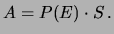 A = P(E) · S .